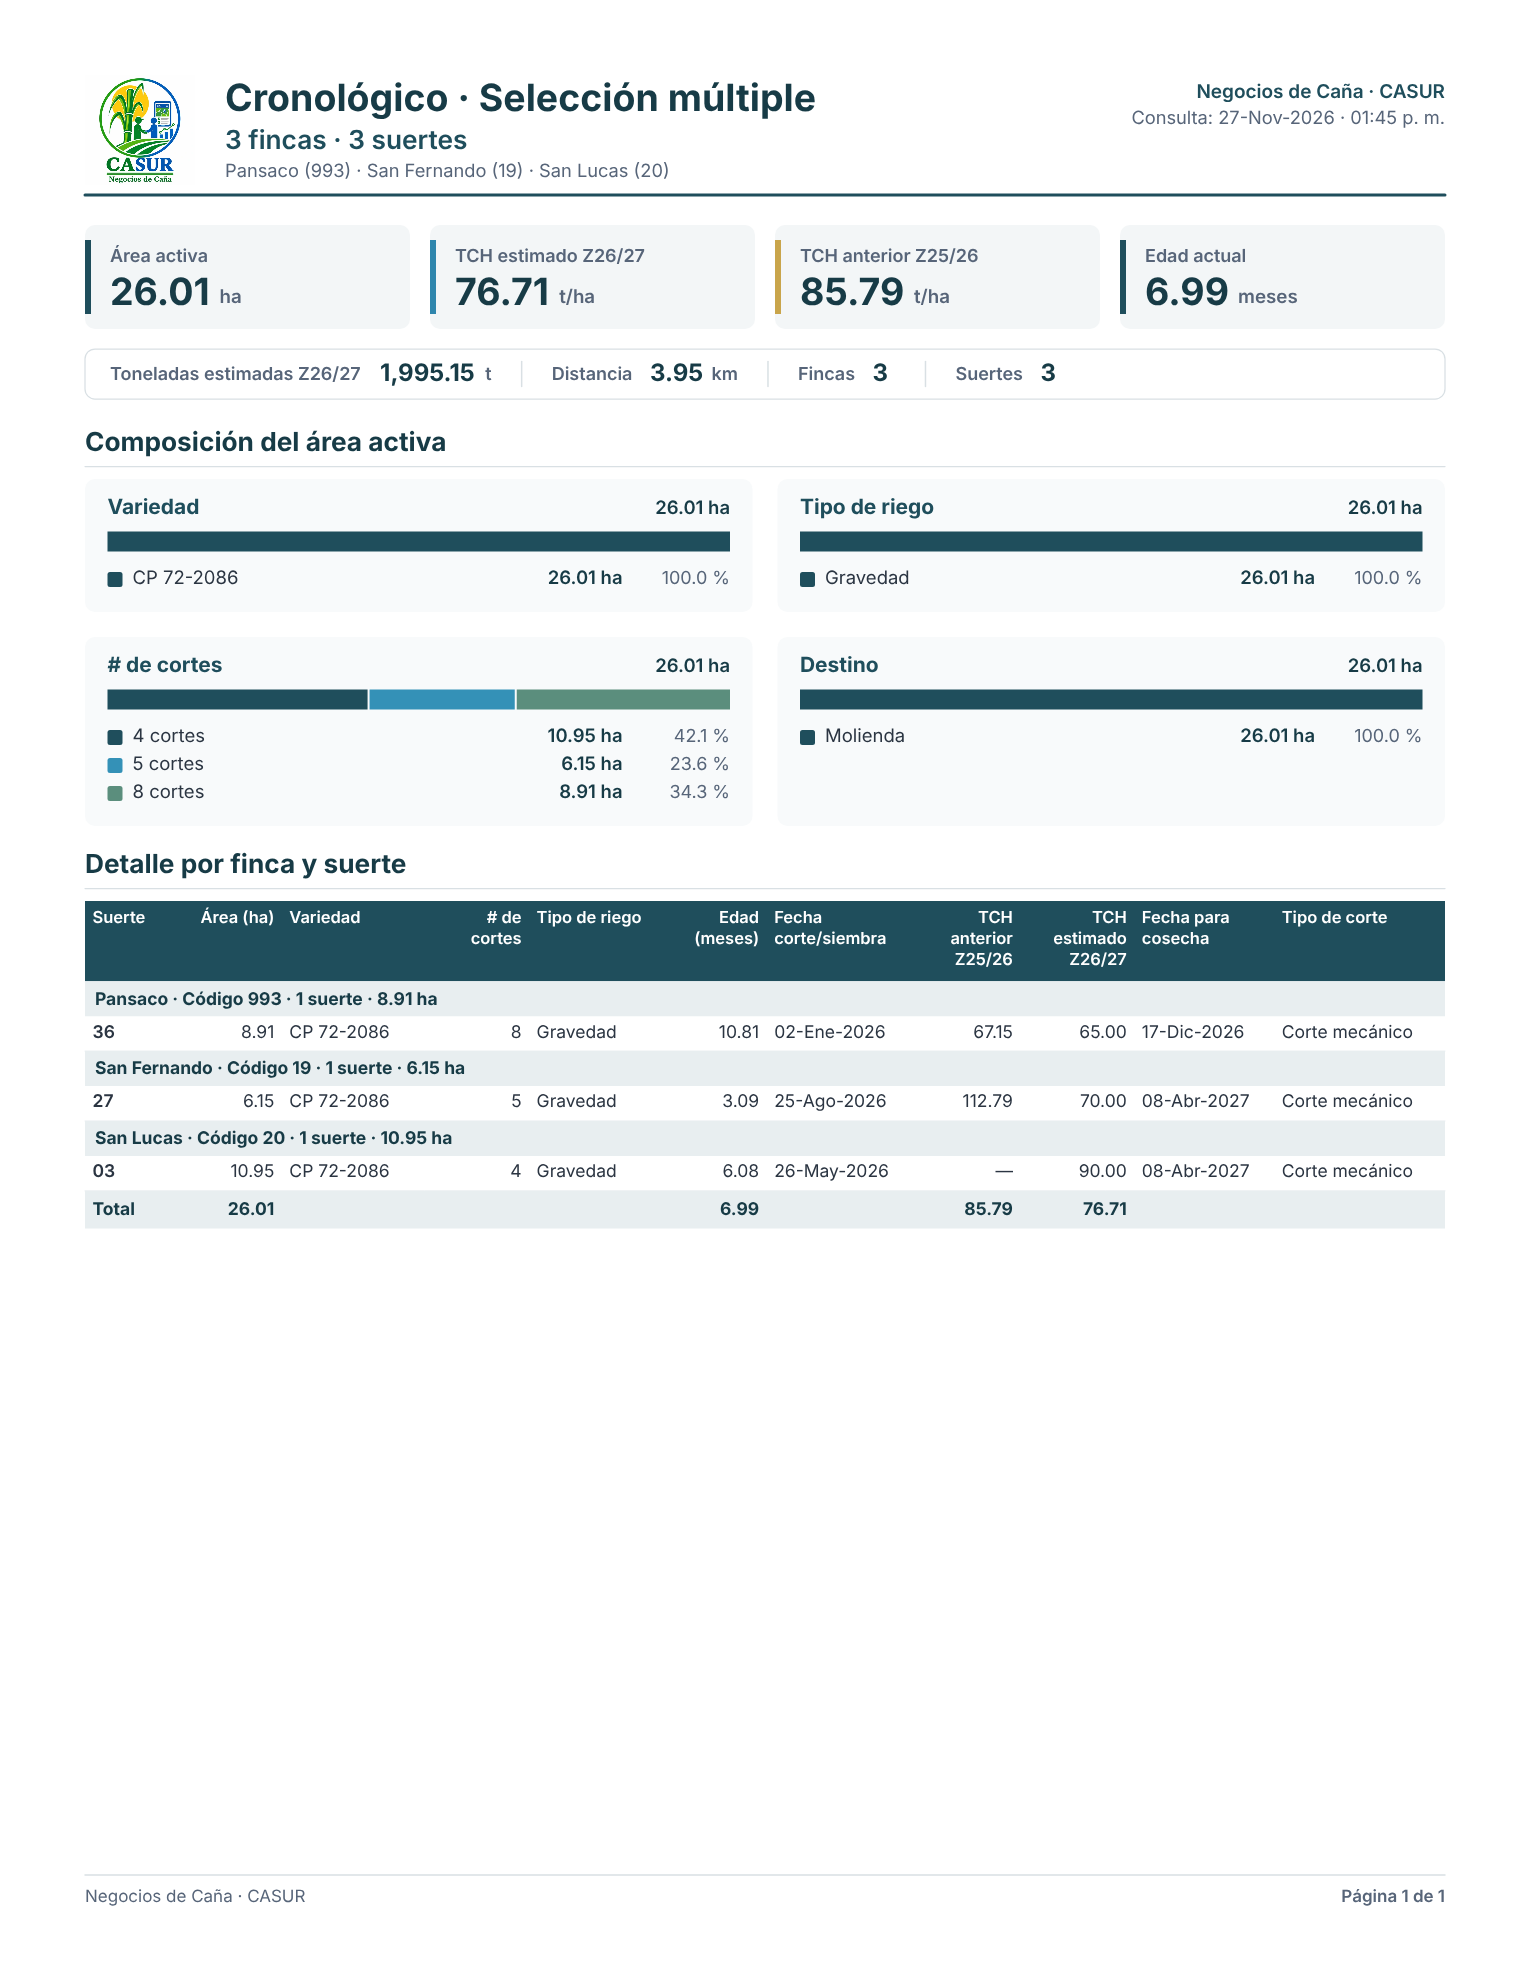 CASUR
Negocios de Caña
Cronológico · Selección múltiple
3 fincas · 3 suertes
Pansaco (993) · San Fernando (19) · San Lucas (20)
Negocios de Caña · CASUR
Consulta: 27-Nov-2026 · 01:45 p. m.
Área activa
26.01 ha
TCH estimado Z26/27
76.71 t/ha
TCH anterior Z25/26
85.79 t/ha
Edad actual
6.99 meses
Toneladas estimadas Z26/27 1,995.15 t Distancia 3.95 km Fincas 3 Suertes 3
Composición del área activa
Variedad 26.01 ha
CP 72-2086 26.01 ha 100.0 %
Tipo de riego 26.01 ha
Gravedad 26.01 ha 100.0 %
# de cortes 26.01 ha
4 cortes 10.95 ha 42.1 %
5 cortes 6.15 ha 23.6 %
8 cortes 8.91 ha 34.3 %
Destino 26.01 ha
Molienda 26.01 ha 100.0 %
Detalle por finca y suerte
Suerte Área (ha) Variedad # de Tipo de riego Edad Fecha TCH TCH Fecha para Tipo de corte
cortes (meses) corte/siembra anterior estimado cosecha
Z25/26 Z26/27
Pansaco · Código 993 · 1 suerte · 8.91 ha
36 8.91 CP 72-2086 8 Gravedad 10.81 02-Ene-2026 67.15 65.00 17-Dic-2026 Corte mecánico
San Fernando · Código 19 · 1 suerte · 6.15 ha
27 6.15 CP 72-2086 5 Gravedad 3.09 25-Ago-2026 112.79 70.00 08-Abr-2027 Corte mecánico
San Lucas · Código 20 · 1 suerte · 10.95 ha
03 10.95 CP 72-2086 4 Gravedad 6.08 26-May-2026 — 90.00 08-Abr-2027 Corte mecánico
Total 26.01 6.99 85.79 76.71
Negocios de Caña · CASUR
Página 1 de 1